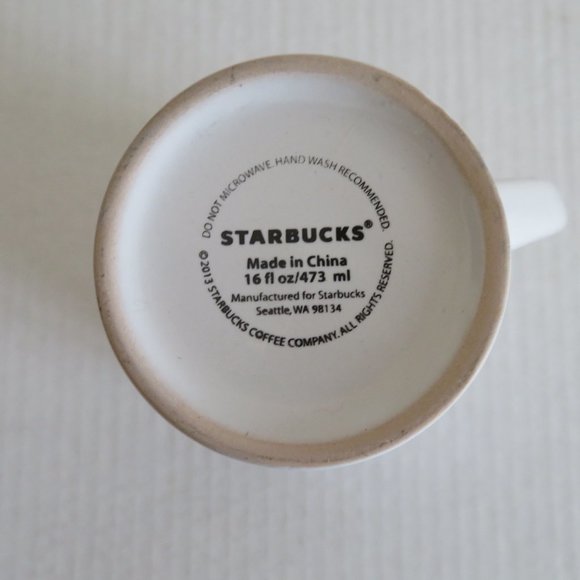 DO NOT MICROWAVE. HAND WASH RECOMMENDED.
STARBUCKS®
Made in China
16 fl oz/473 ml
Manufactured for Starbucks
Seattle, WA 98134
©2013 STARBUCKS COFFEE COMPANY. ALL RIGHTS RESERVED.